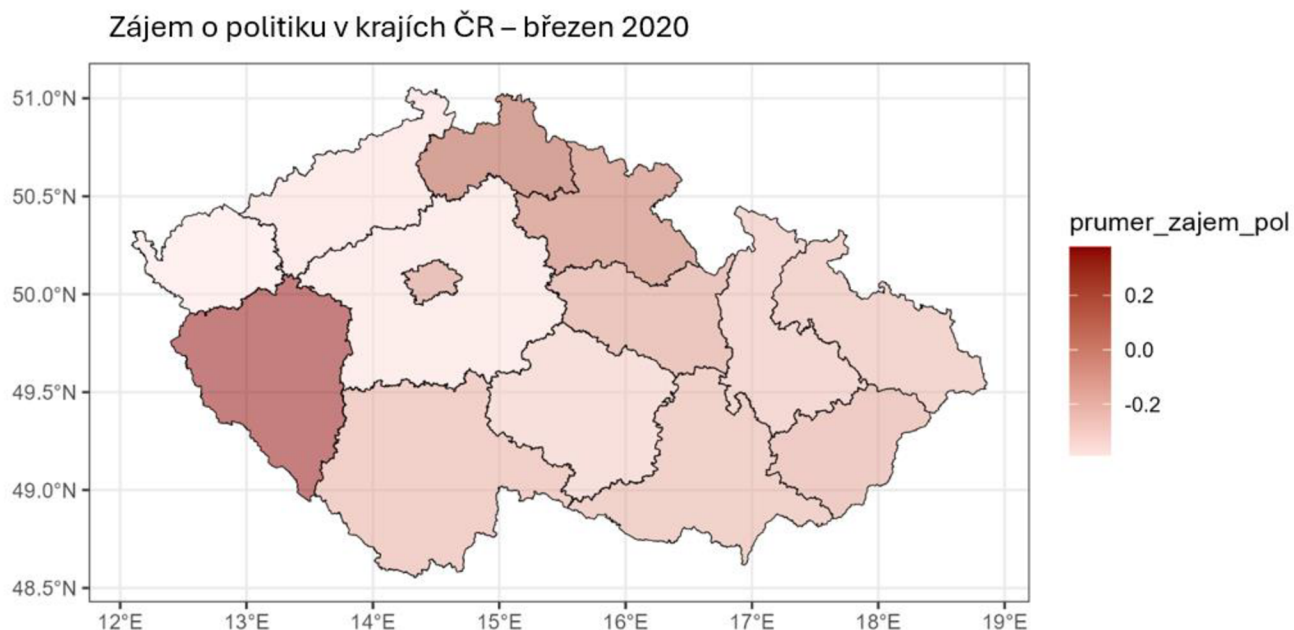 Zájem o politiku v krajích ČR – březen 2020
51.0°N
50.5°N
50.0°N
49.5°N
49.0°N
48.5°N
12°E 13°E 14°E 15°E 16°E 17°E 18°E 19°E
prumer_zajem_pol
0.2
0.0
-0.2